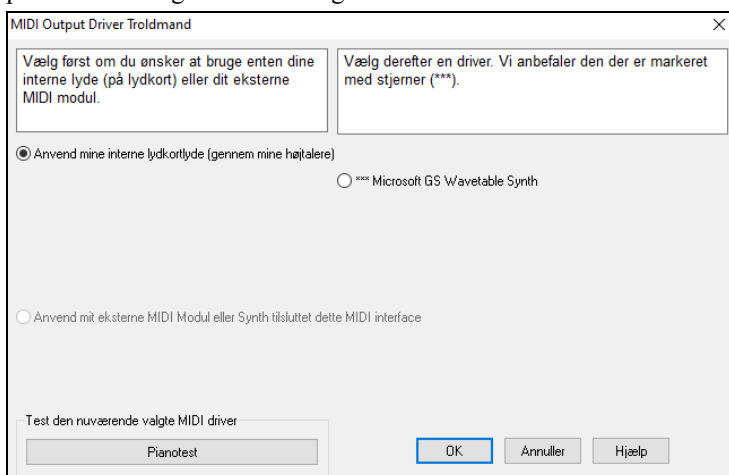 MIDI Output Driver Troldmand
Vælg først om du ønsker at bruge enten dine
interne lyde (på lydkort) eller dit eksterne
MIDI modul.
Vælg derefter en driver. Vi anbefaler den der er markeret
med stjerner (***).
Anvend mine interne lydkortlyde (gennem mine højtalere)
*** Microsoft GS Wavetable Synth
Anvend mit eksterne MIDI Modul eller Synth tilsluttet dette MIDI interface
Test den nuværende valgte MIDI driver
Pianotest
OK
Annuller
Hjælp